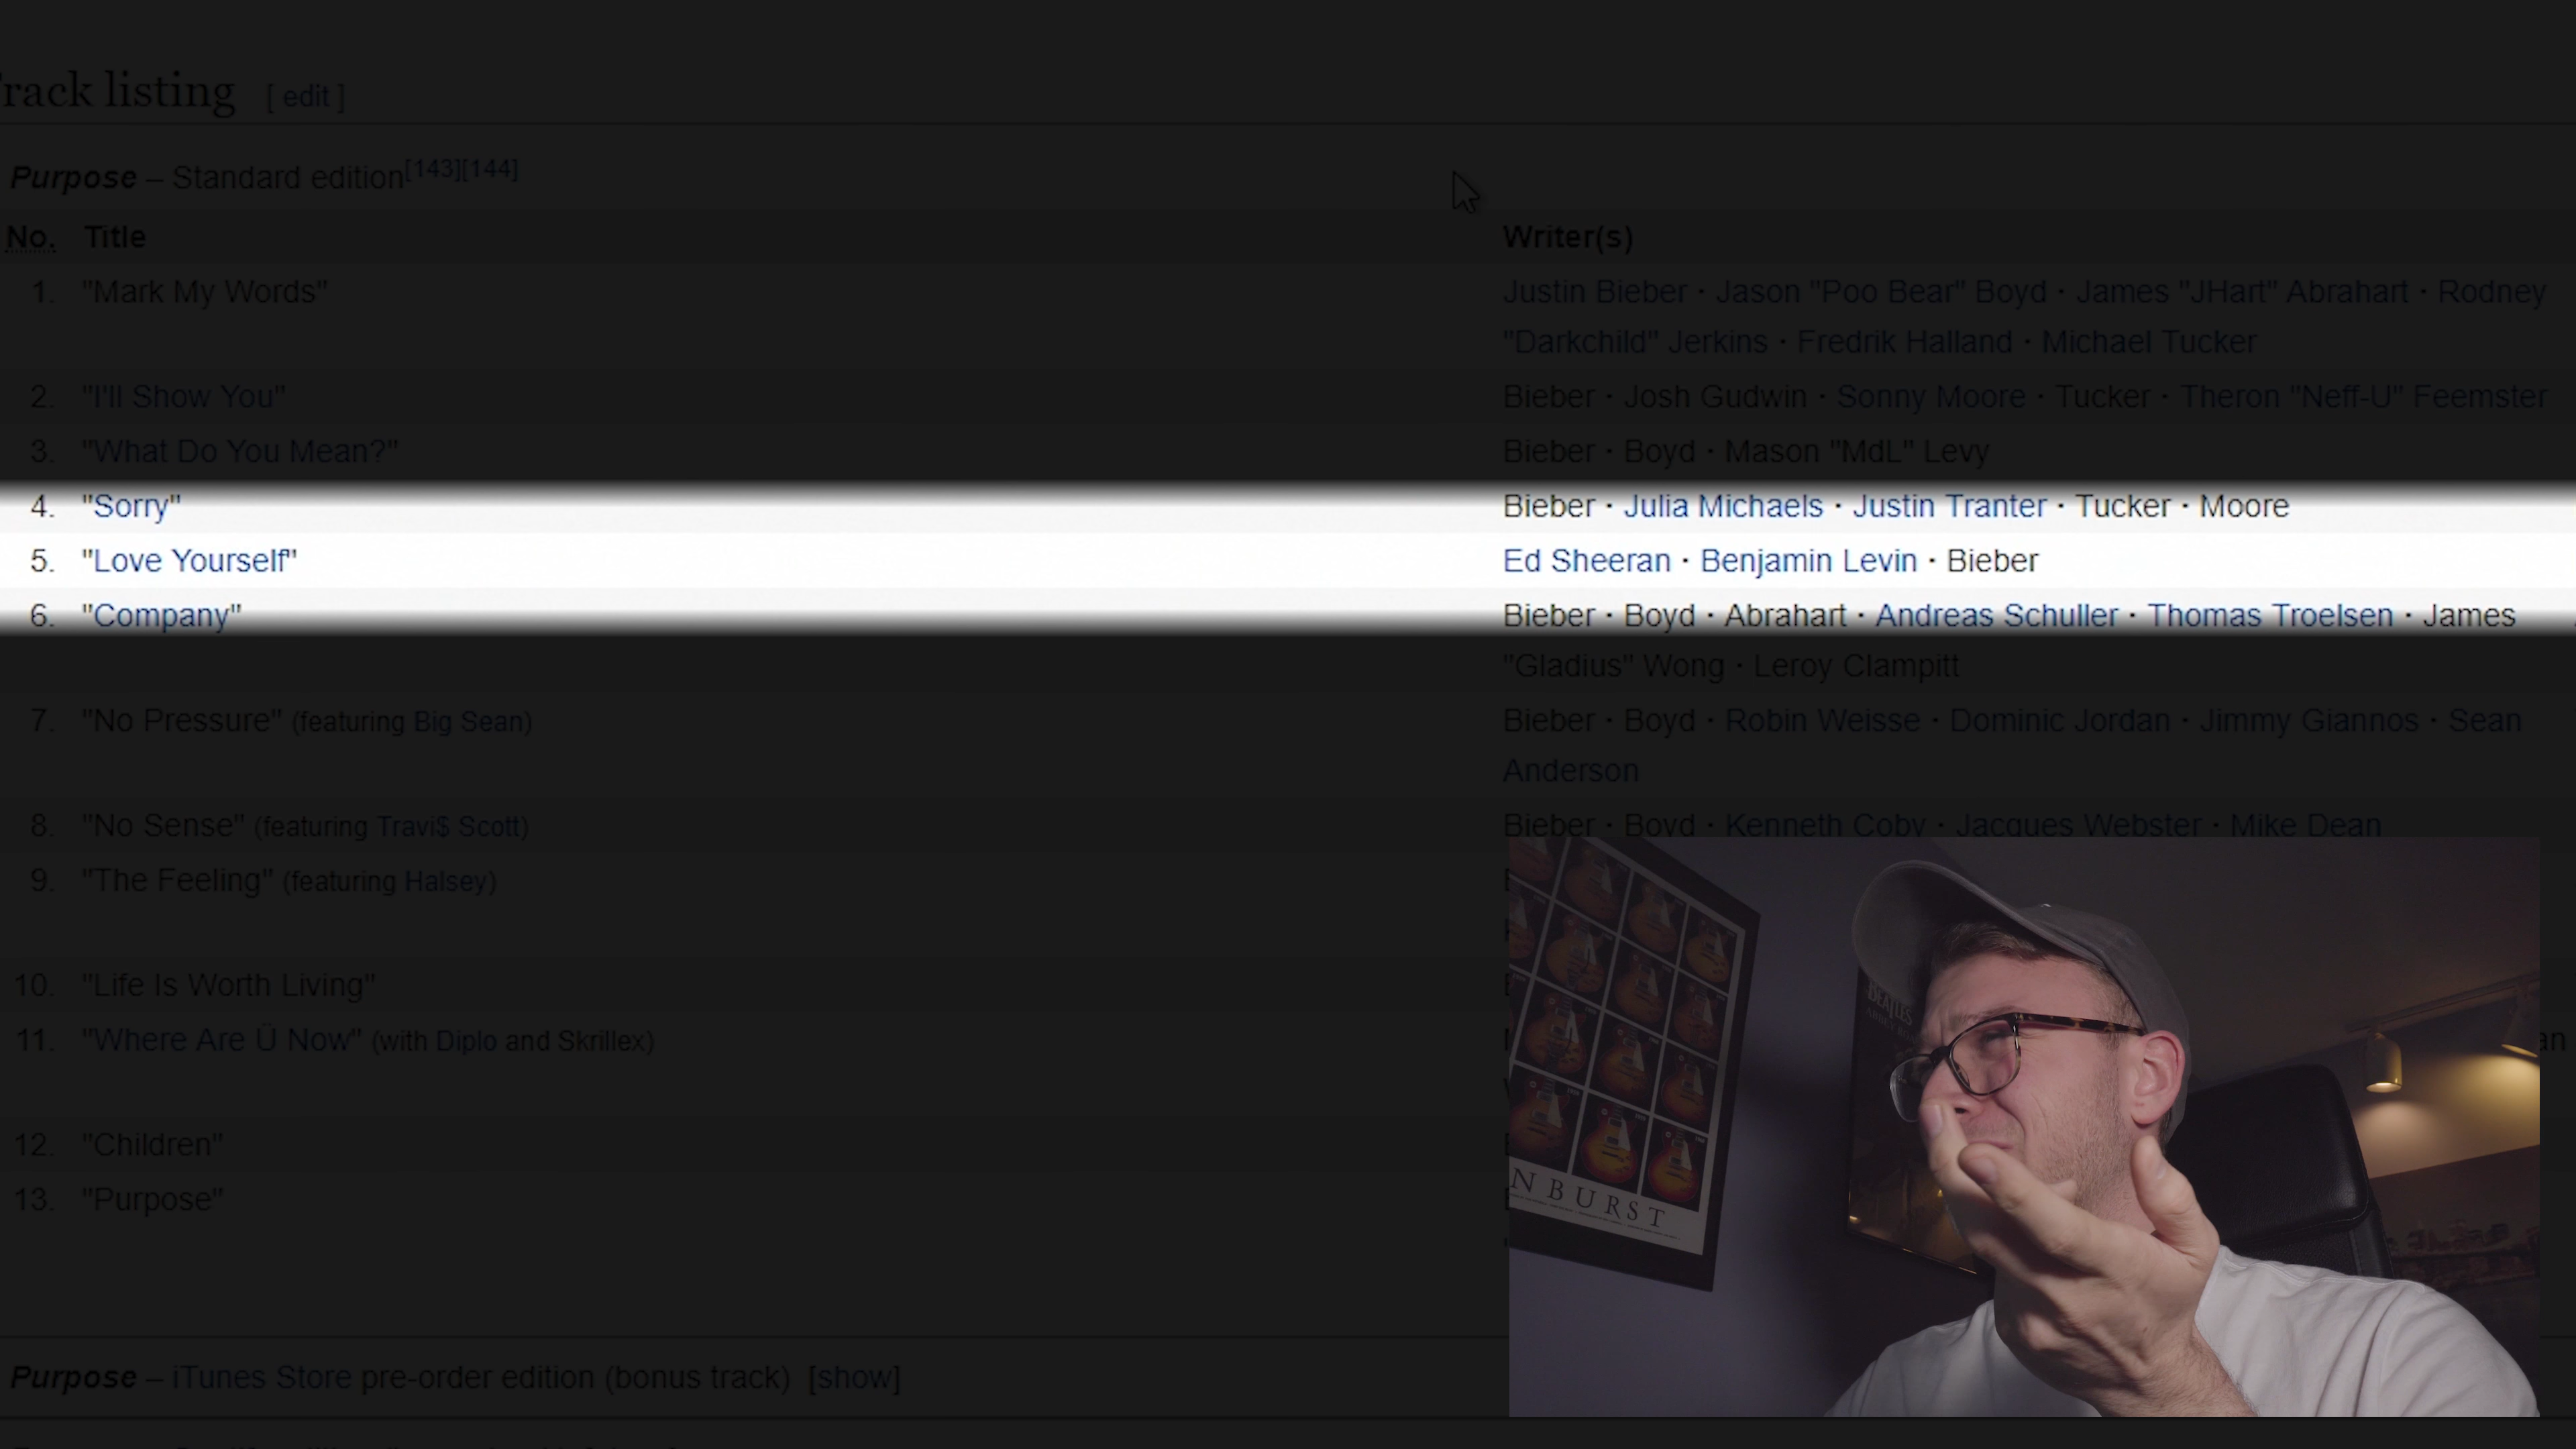 rack listing [ edit ]
Purpose – Standard edition[143][144]
No. Title Writer(s)
1. "Mark My Words" Justin Bieber · Jason "Poo Bear" Boyd · James "JHart" Abrahart · Rodney
"Darkchild" Jerkins · Fredrik Halland · Michael Tucker
2. "I'll Show You" Bieber · Josh Gudwin · Sonny Moore · Tucker · Theron "Neff-U" Feemster
3. "What Do You Mean?" Bieber · Boyd · Mason "MdL" Levy
4. "Sorry" Bieber · Julia Michaels · Justin Tranter · Tucker · Moore
5. "Love Yourself" Ed Sheeran · Benjamin Levin · Bieber
6. "Company" Bieber · Boyd · Abrahart · Andreas Schuller · Thomas Troelsen · James
"Gladius" Wong · Leroy Clampitt
7. "No Pressure" (featuring Big Sean) Bieber · Boyd · Robin Weisse · Dominic Jordan · Jimmy Giannos · Sean
Anderson
8. "No Sense" (featuring Travi$ Scott) Bieber · Boyd · Kenneth Coby · Jacques Webster · Mike Dean
9. "The Feeling" (featuring Halsey)
10. "Life Is Worth Living"
11. "Where Are Ü Now" (with Diplo and Skrillex) an
12. "Children"
13. "Purpose"
Purpose – iTunes Store pre-order edition (bonus track) [show]
BEATLES
NBURST